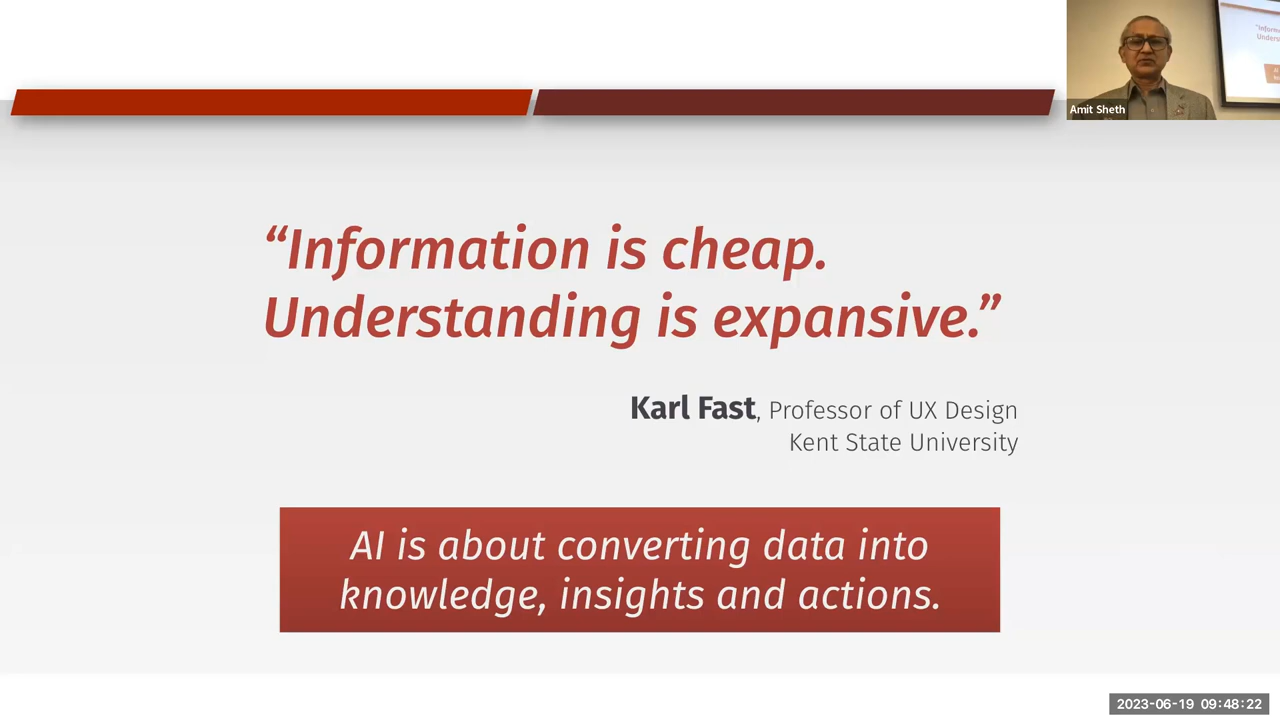 “Information is cheap.
Understanding is expansive.”
Karl Fast, Professor of UX Design
Kent State University
AI is about converting data into
knowledge, insights and actions.
Amit Sheth
2023-06-19 09:48:22